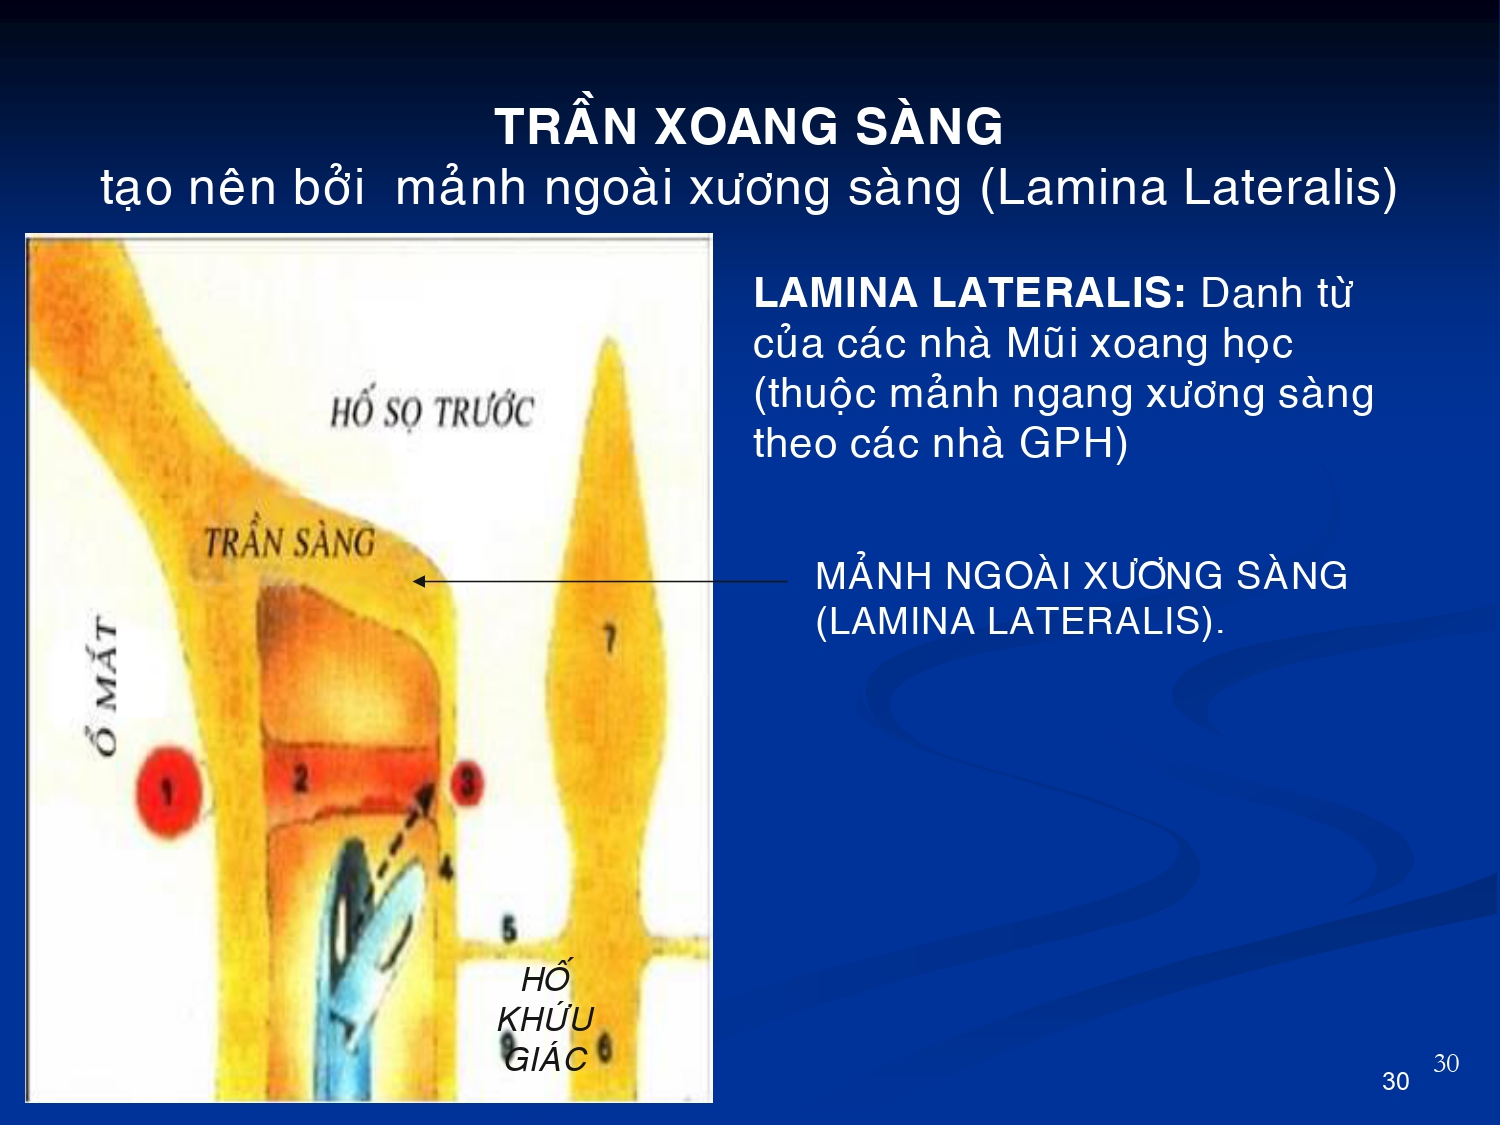 TRẦN XOANG SÀNG
tạo nên bởi mảnh ngoài xương sàng (Lamina Lateralis)
LAMINA LATERALIS: Danh từ
của các nhà Mũi xoang học
(thuộc mảnh ngang xương sàng
theo các nhà GPH)
HỐ SỌ TRƯỚC
TRẦN SÀNG
MẢNH NGOÀI XƯƠNG SÀNG
(LAMINA LATERALIS).
Ổ MẮT
7
1
2
3
4
5
HỐ
KHỨU
GIÁC
9
6
30
30